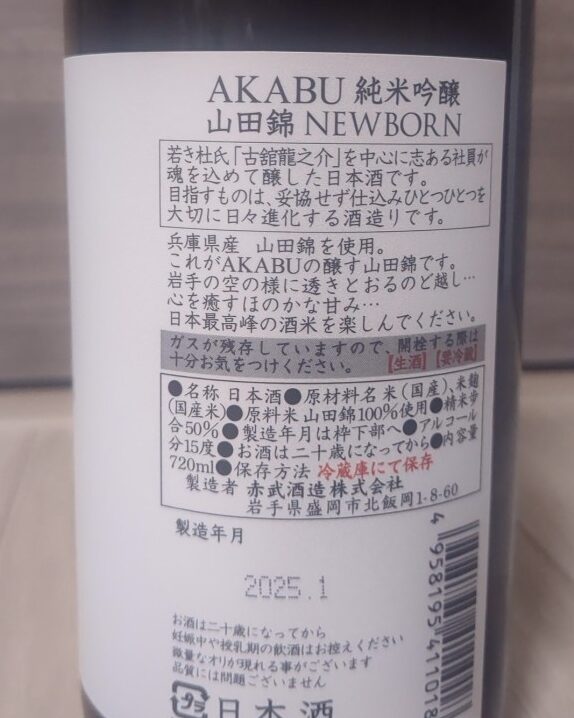 AKABU 純米吟醸
山田錦 NEWBORN
若き杜氏「古舘龍之介」を中心に志ある社員が
魂を込めて醸した日本酒です。
目指すものは、妥協せず仕込みひとつひとつを
大切に日々進化する酒造りです。
兵庫県産 山田錦を使用。
これがAKABUの醸す山田錦です。
岩手の空の様に透きとおるのど越し…
心を癒すほのかな甘み…
日本最高峰の酒米を楽しんでください。
ガスが残存していますので、開栓する際は
十分お気をつけください。 【生酒】【要冷蔵】
●名称 日本酒●原材料名 米(国産)、米麹
(国産米)●原料米 山田錦100%使用●精米歩
合50%●製造年月は枠下部へ●アルコール
分15度●お酒は二十歳になってから●内容量
720ml●保存方法 冷蔵庫にて保存
製造者 赤武酒造株式会社
岩手県盛岡市北飯岡1-8-60
製造年月
2025.1
お酒は二十歳になってから
妊娠中や授乳期の飲酒はお控えください
微量なオリが現れる事がございます
品質には問題ございません
プラ 日本酒
4 958195 411018